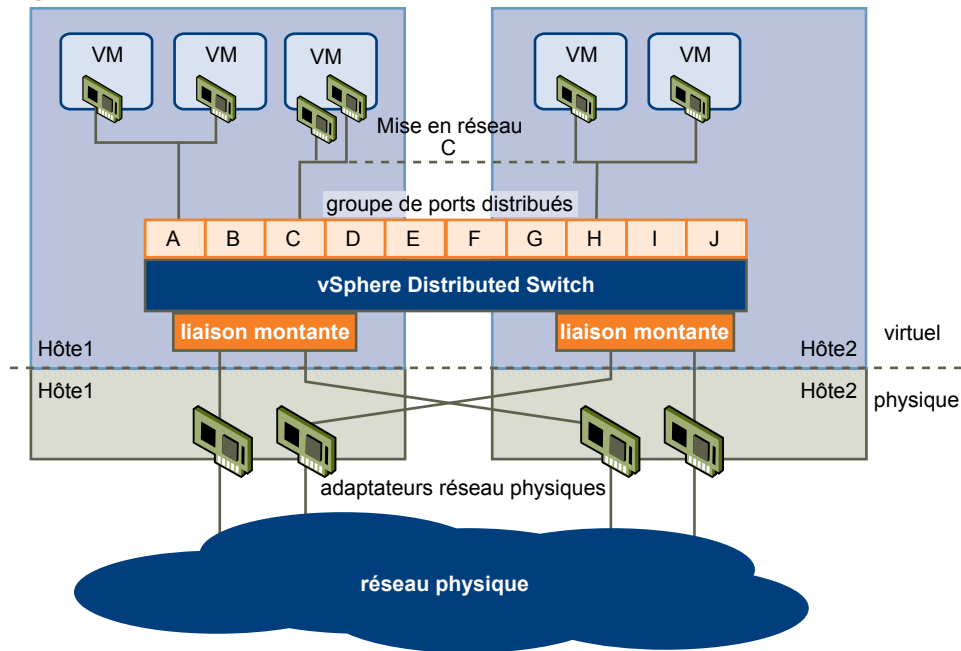 VM
VM
VM
VM
VM
Mise en réseau
C
groupe de ports distribués
A
B
C
D
E
F
G
H
I
J
vSphere Distributed Switch
liaison montante
liaison montante
Hôte1
Hôte2
virtuel
Hôte1
Hôte2
physique
adaptateurs réseau physiques
réseau physique